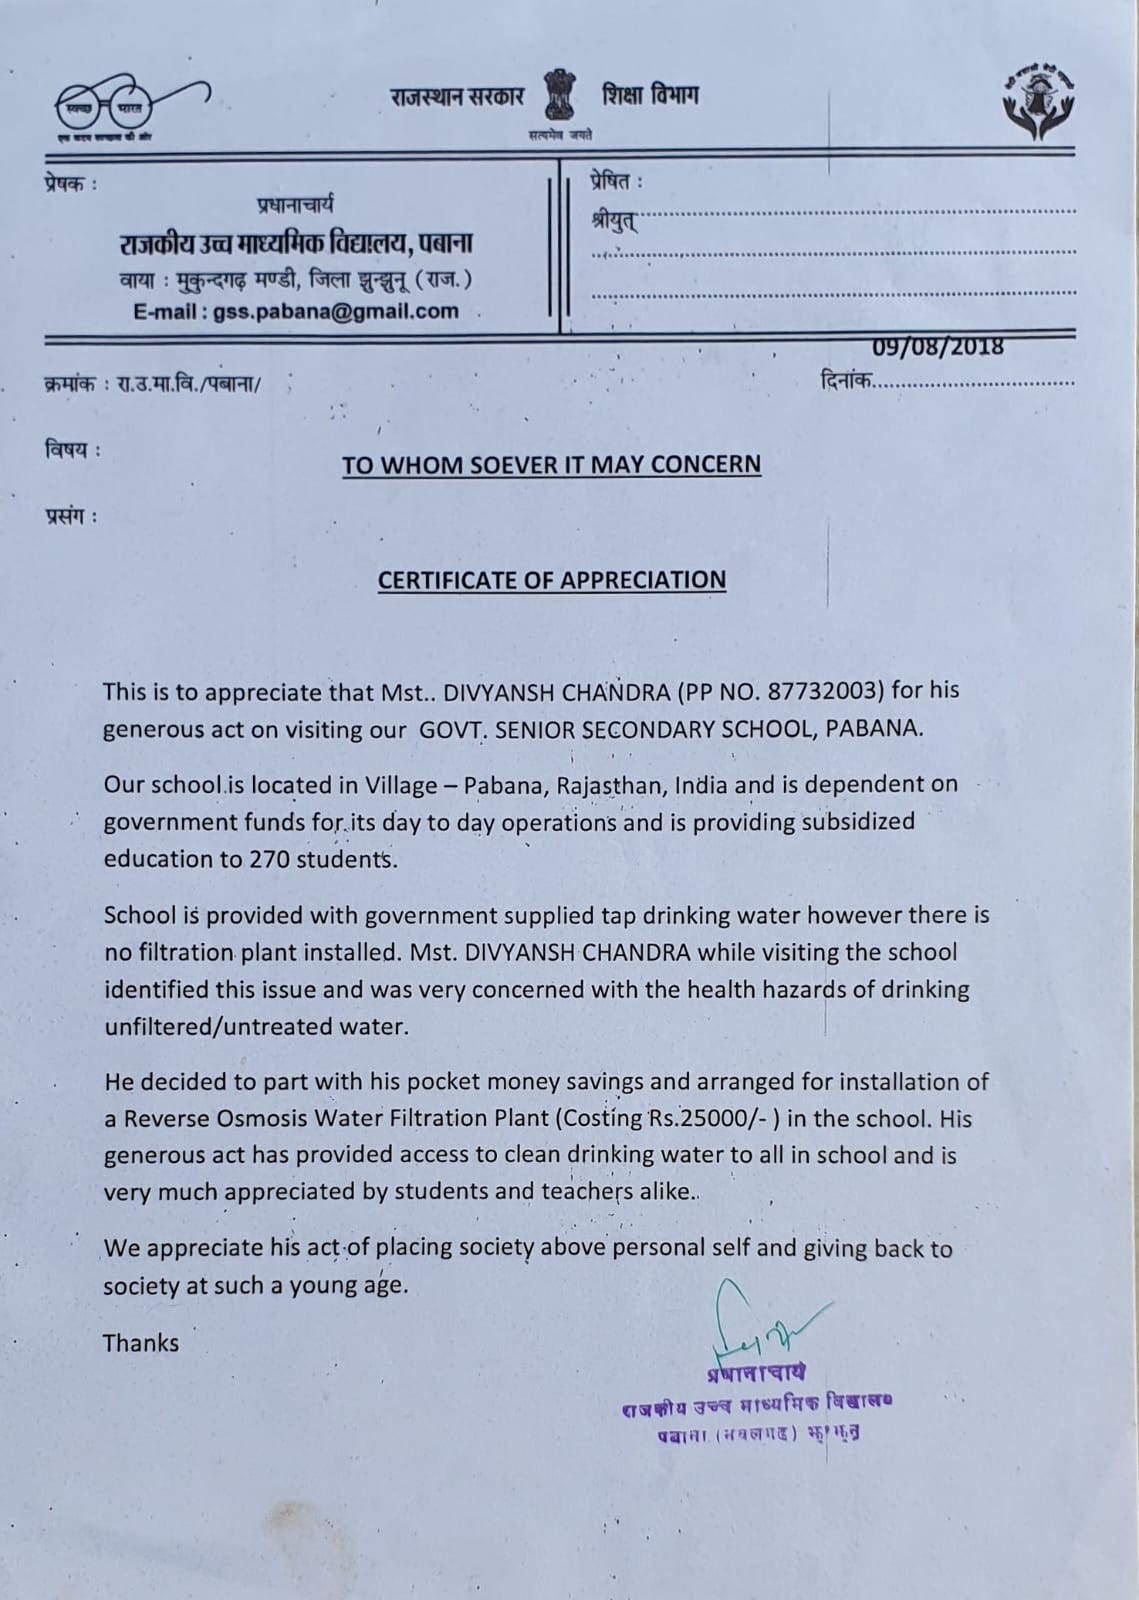 स्वच्छ भारत
एक कदम स्वच्छता की ओर
राजस्थान सरकार
शिक्षा विभाग
सत्यमेव जयते
बेटी बचाओ बेटी पढ़ाओ
प्रेषक :
प्रधानाचार्य
राजकीय उच्च माध्यमिक विद्यालय, पबाना
वाया : मुकुन्दगढ़ मण्डी, जिला झुन्झुनू (राज.)
E-mail : gss.pabana@gmail.com
प्रेषित :
श्रीयुत्
09/08/2018
क्रमांक : रा.उ.मा.वि./पबाना/
दिनांक
विषय :
TO WHOM SOEVER IT MAY CONCERN
प्रसंग :
CERTIFICATE OF APPRECIATION
This is to appreciate that Mst.. DIVYANSH CHANDRA (PP NO. 87732003) for his
generous act on visiting our GOVT. SENIOR SECONDARY SCHOOL, PABANA.
Our school is located in Village – Pabana, Rajasthan, India and is dependent on
government funds for its day to day operations and is providing subsidized
education to 270 students.
School is provided with government supplied tap drinking water however there is
no filtration plant installed. Mst. DIVYANSH CHANDRA while visiting the school
identified this issue and was very concerned with the health hazards of drinking
unfiltered/untreated water.
He decided to part with his pocket money savings and arranged for installation of
a Reverse Osmosis Water Filtration Plant (Costing Rs.25000/- ) in the school. His
generous act has provided access to clean drinking water to all in school and is
very much appreciated by students and teachers alike.
We appreciate his act of placing society above personal self and giving back to
society at such a young age.
Thanks
प्रधानाचार्य
राजकीय उच्च माध्यमिक विद्यालय
पबाना (नवलगढ) झुंझुनू